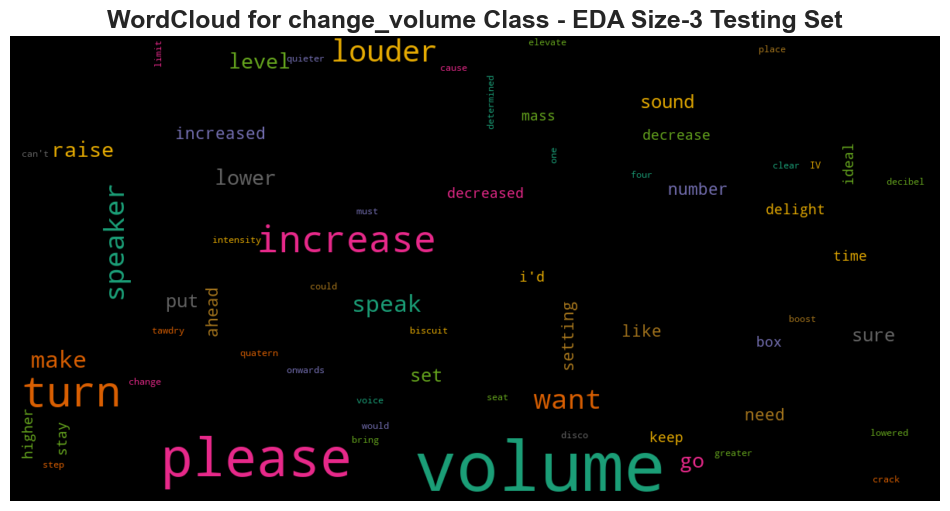 WordCloud for change_volume Class - EDA Size-3 Testing Set
limit
level
quieter
louder
cause
elevate
place
determined
mass
sound
decrease
increased
can't
raise
lower
decreased
one
four
number
clear
IV
ideal
decibel
speaker
must
delight
intensity
increase
time
i'd
could
put
ahead
speak
setting
like
boost
box
sure
tawdry
biscuit
make
quatern
onwards
change
set
turn
voice
seat
want
need
higher
stay
would
bring
disco
keep
lowered
step
please
volume
go
greater
crack